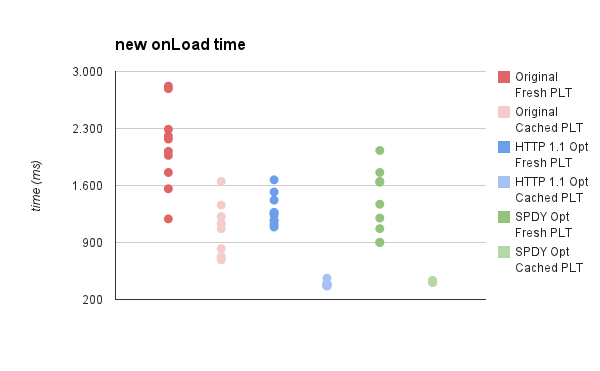 new onLoad time
time (ms)
3.000
2.300
1.600
900
200
Original
Fresh PLT
Original
Cached PLT
HTTP 1.1 Opt
Fresh PLT
HTTP 1.1 Opt
Cached PLT
SPDY Opt
Fresh PLT
SPDY Opt
Cached PLT